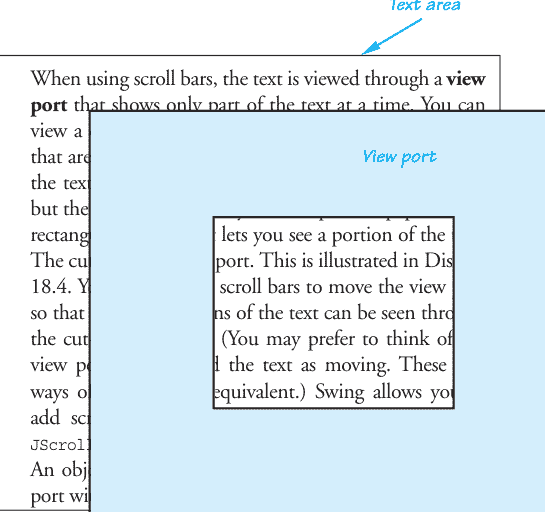 Text area
When using scroll bars, the text is viewed through a view
port that shows only part of the text at a time. You can
view a
that are
View port
the text
but the
rectang
lets you see a portion of the
The cu
port. This is illustrated in Dis
18.4. Y
scroll bars to move the view
so that
ns of the text can be seen thro
the cut
(You may prefer to think of
view po
the text as moving. These
ways o
equivalent.) Swing allows you
add scr
JScroll
An obj
port wi